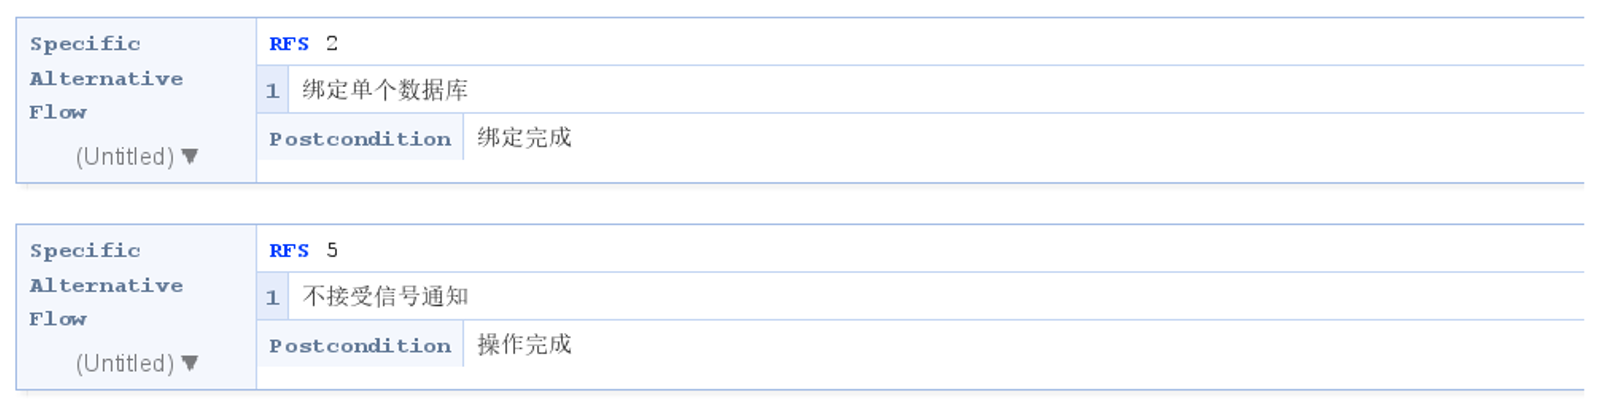 Specific
Alternative
Flow
(Untitled) ▼
RFS 2
1 绑定单个数据库
Postcondition 绑定完成
Specific
Alternative
Flow
(Untitled) ▼
RFS 5
1 不接受信号通知
Postcondition 操作完成